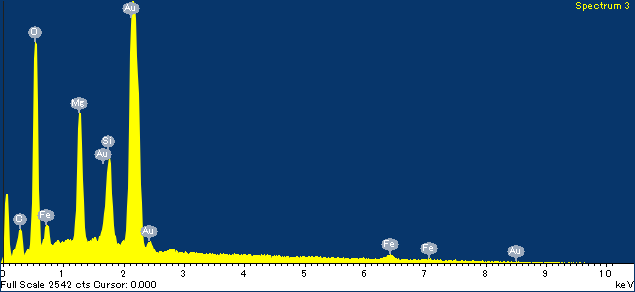 Spectrum 3
Au
O
Mg
Si
Au
O
Fe
Au
Fe
Fe
Au
0 1 2 3 4 5 6 7 8 9 10
Full Scale 2542 cts Cursor: 0.000 keV